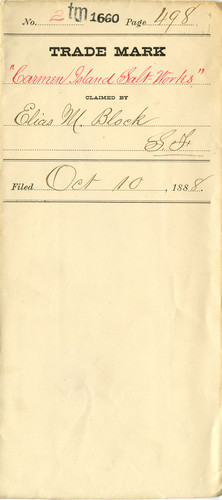 No. 2 tm 1660 Page 498
TRADE MARK
"Carmen Island Salt Works"
CLAIMED BY
Elias M. Block
S.F.
Filed Oct 10, 1888.